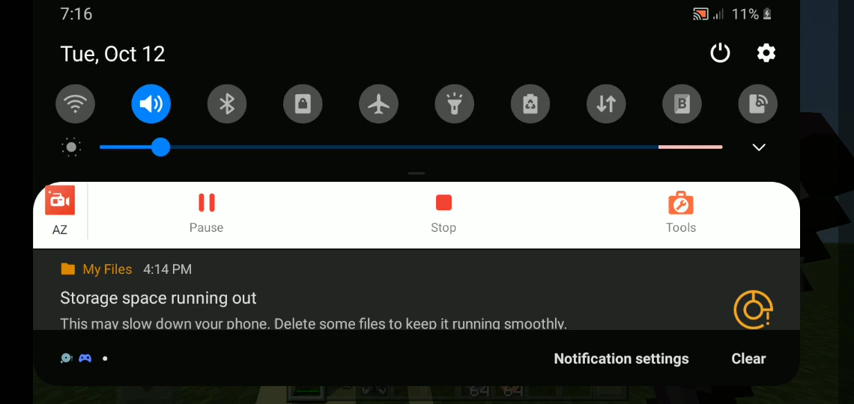 7:16
11%
Tue, Oct 12
AZ
Pause
Stop
Tools
My Files 4:14 PM
Storage space running out
This may slow down your phone. Delete some files to keep it running smoothly.
Notification settings
Clear